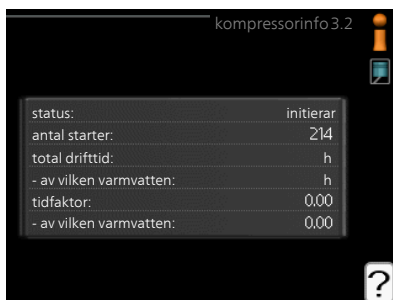 kompressorinfo 3.2
status: initierar
antal starter: 214
total drifttid: h
- av vilken varmvatten: h
tidfaktor: 0.00
- av vilken varmvatten: 0.00
?